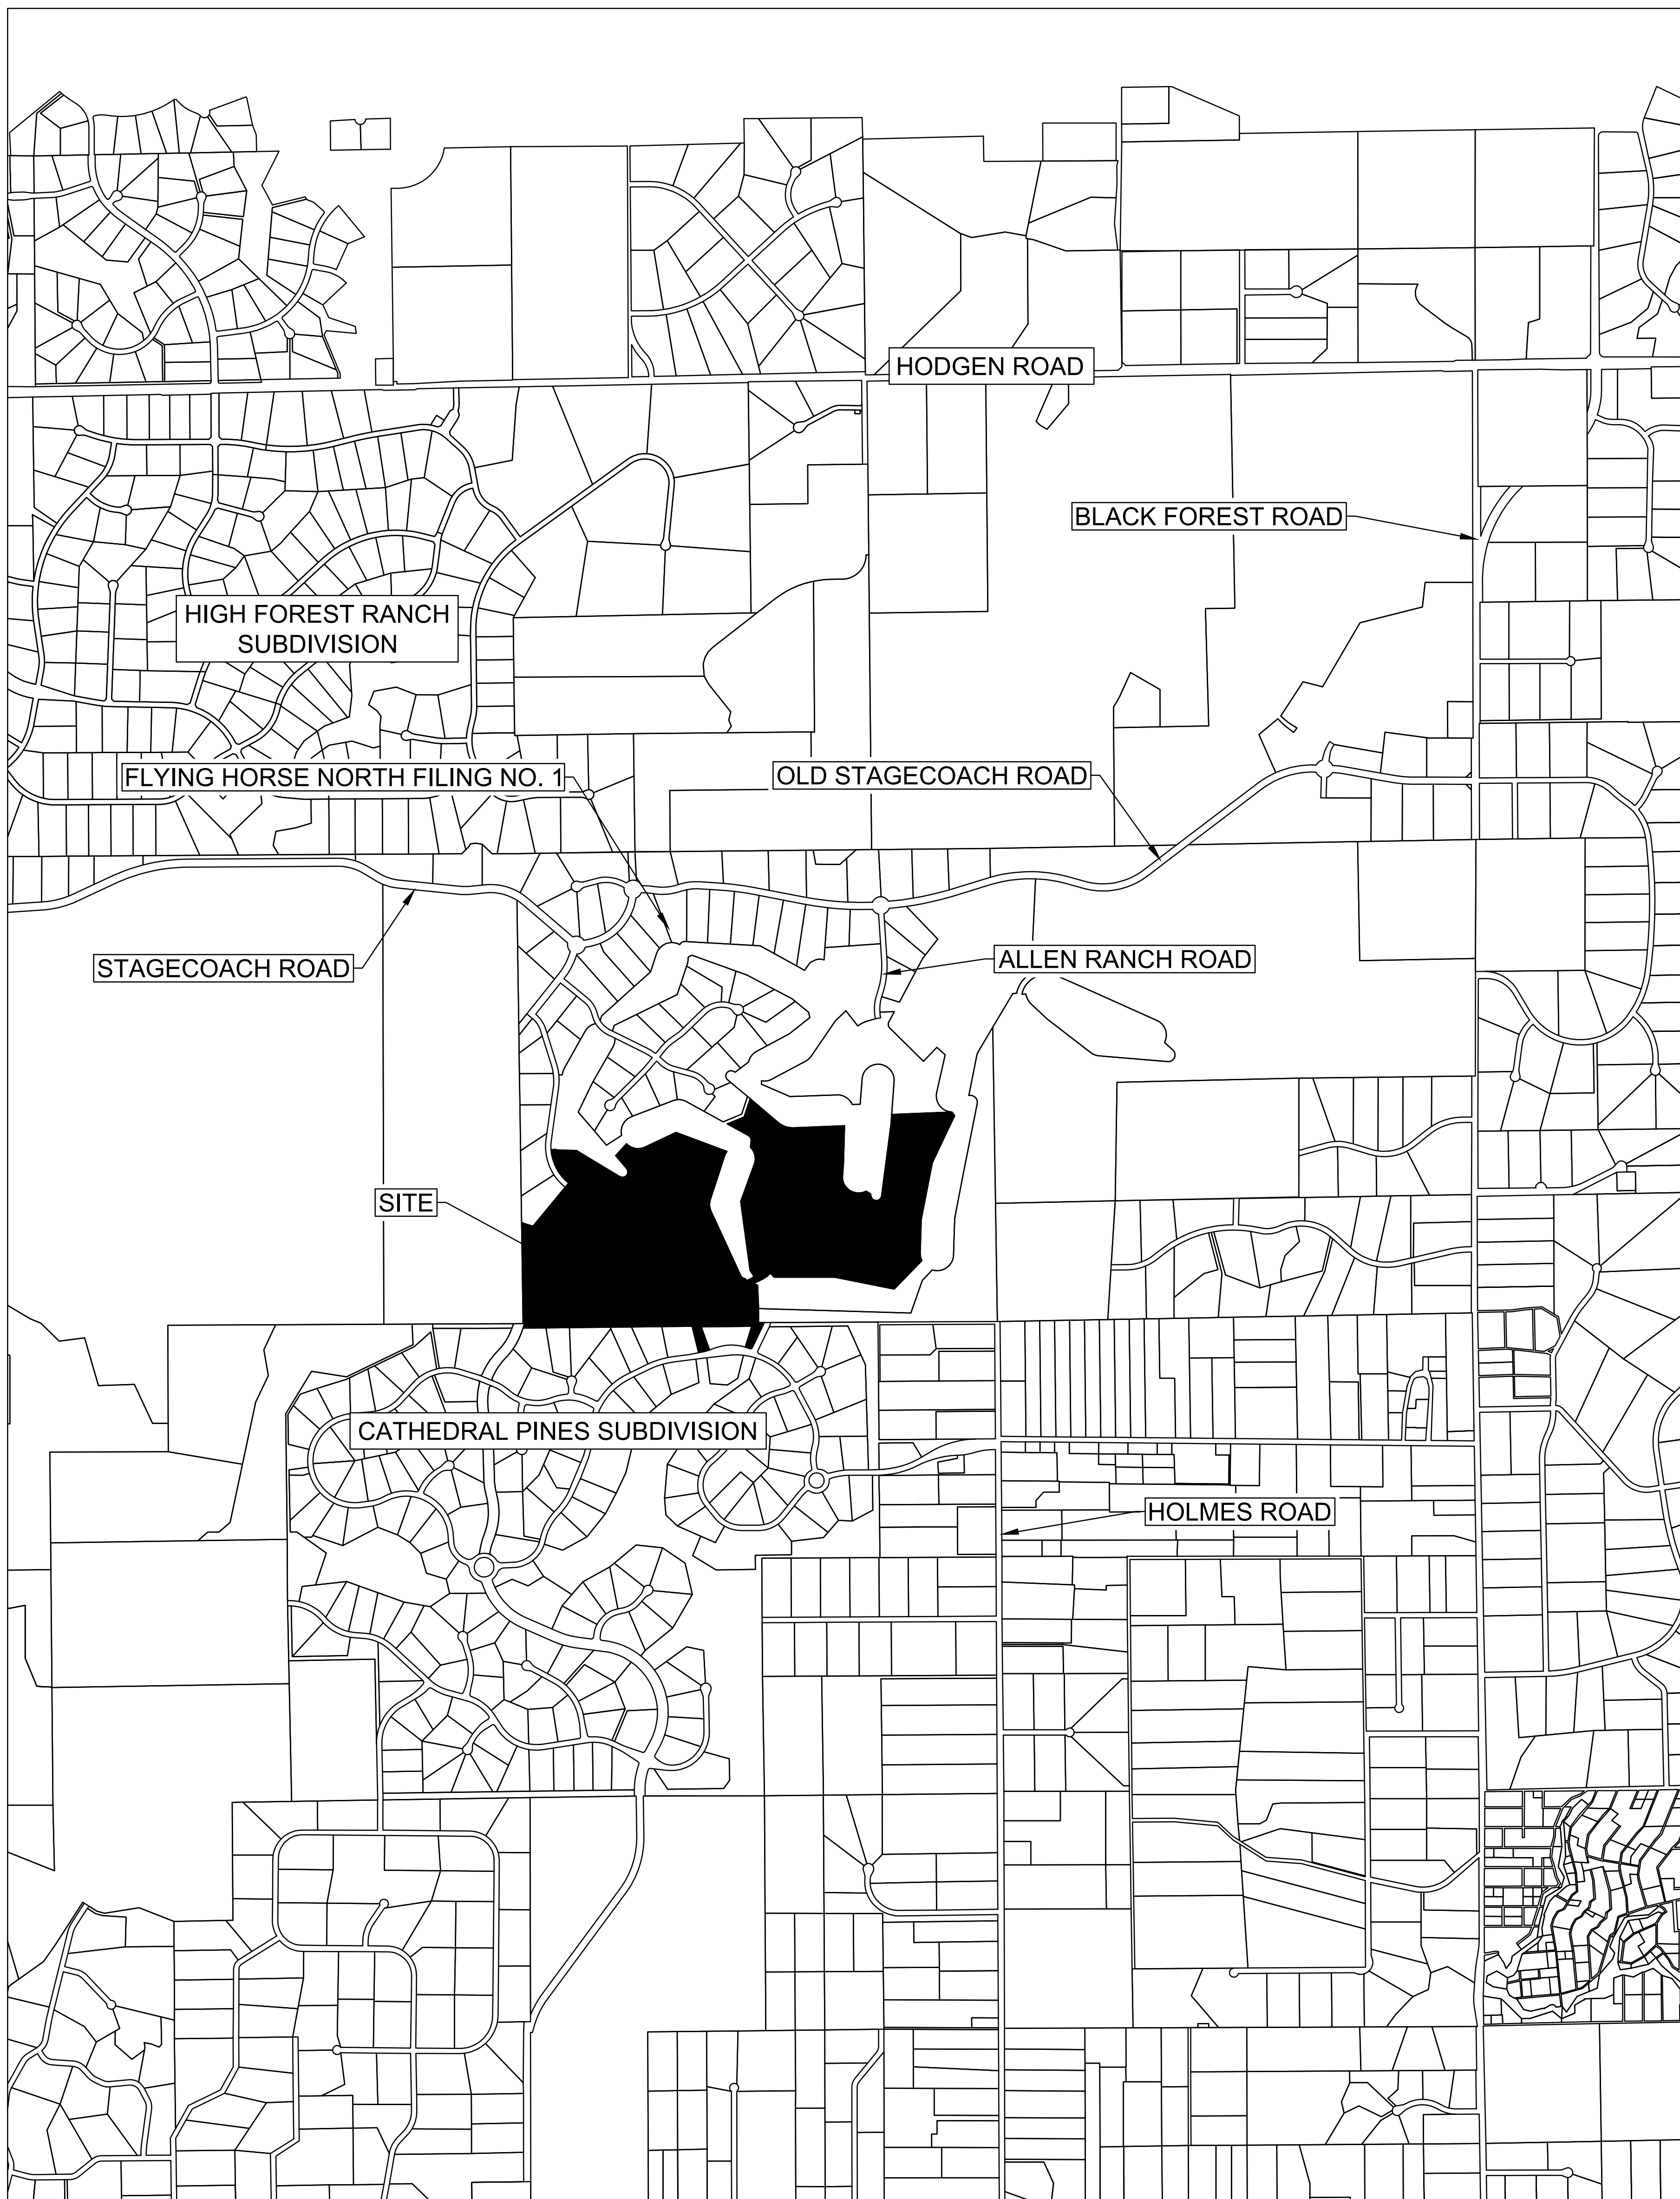 HODGEN ROAD
BLACK FOREST ROAD
HIGH FOREST RANCH
SUBDIVISION
FLYING HORSE NORTH FILING NO. 1
OLD STAGECOACH ROAD
STAGECOACH ROAD
ALLEN RANCH ROAD
SITE
CATHEDRAL PINES SUBDIVISION
HOLMES ROAD